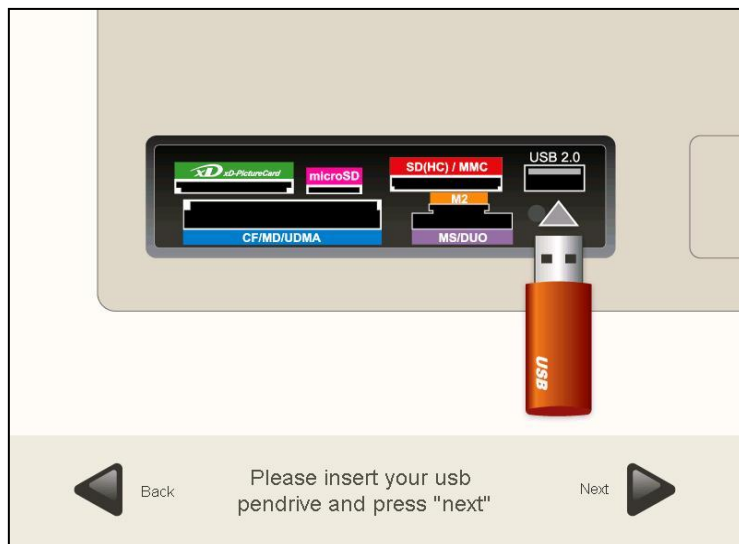 xD xD-PictureCard
microSD
SD(HC) / MMC
USB 2.0
M2
CF/MD/UDMA
MS/DUO
USB
Back
Please insert your usb
pendrive and press "next"
Next